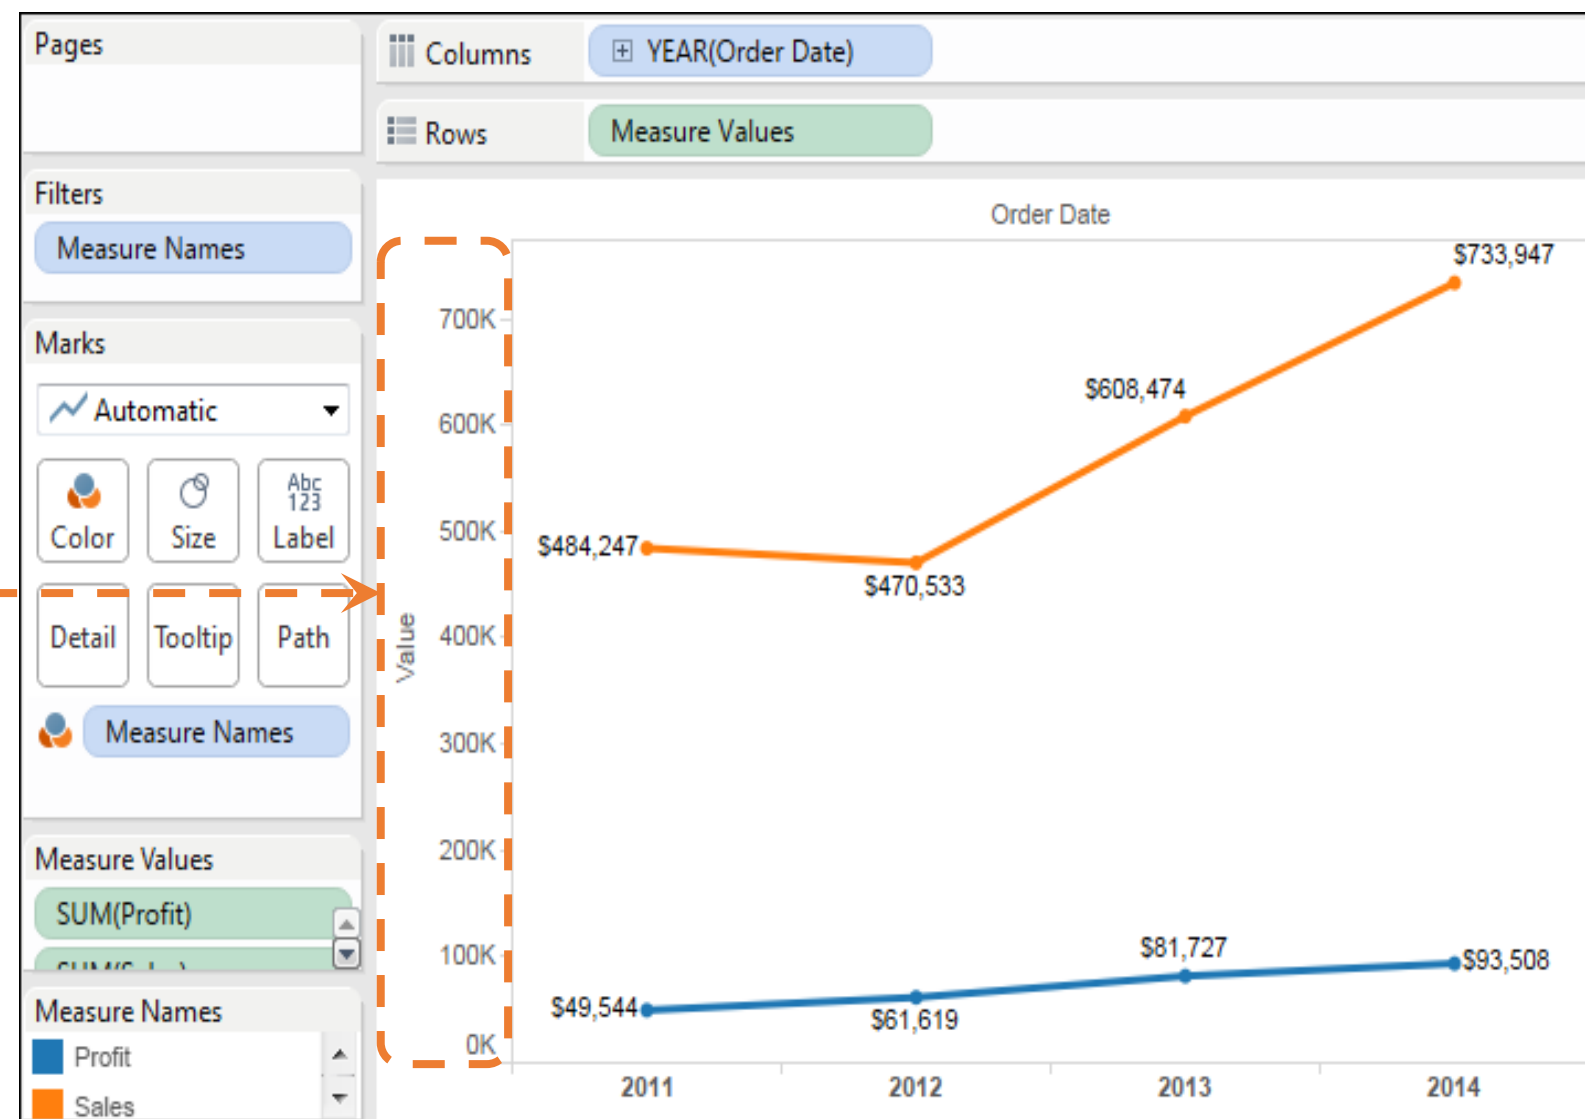 Pages
Columns
YEAR(Order Date)
Rows
Measure Values
Filters
Measure Names
Marks
Automatic
Color
Size
Abc
123
Label
Detail
Tooltip
Path
Measure Names
Measure Values
SUM(Profit)
Measure Names
Profit
Sales
Order Date
Value
700K
600K
500K
400K
300K
200K
100K
0K
$733,947
$608,474
$484,247
$470,533
$81,727
$93,508
$49,544
$61,619
2011
2012
2013
2014